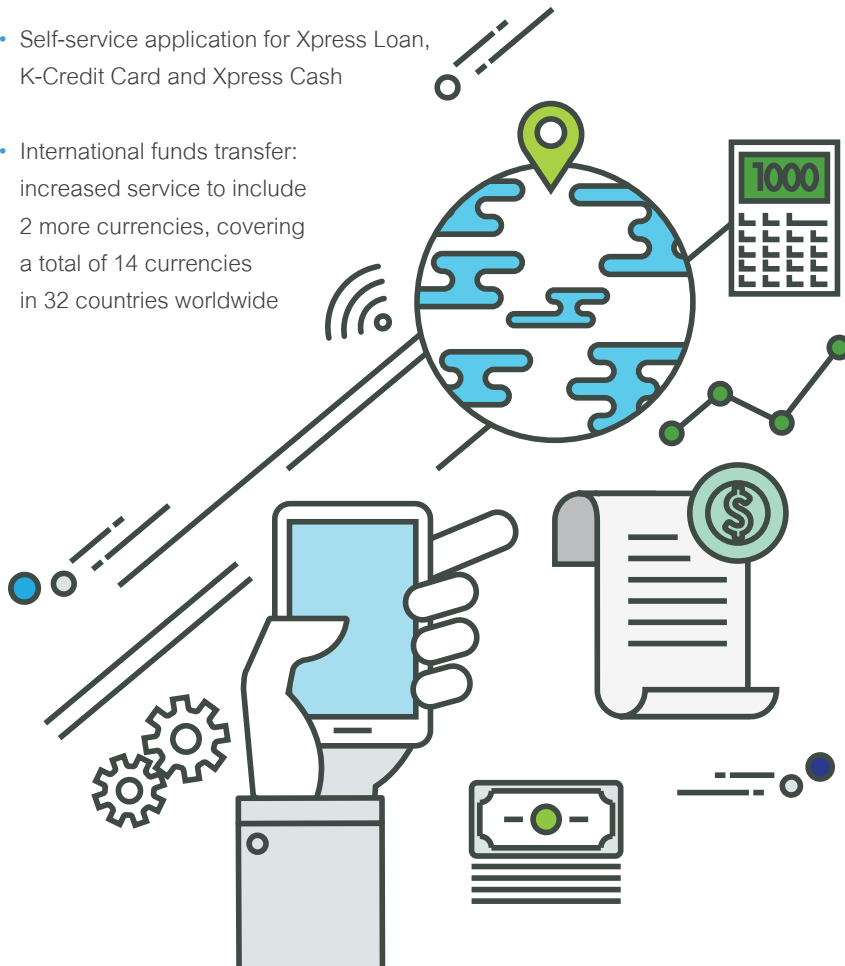 • Self-service application for Xpress Loan,
K-Credit Card and Xpress Cash
• International funds transfer:
increased service to include
2 more currencies, covering
a total of 14 currencies
in 32 countries worldwide
1000
$